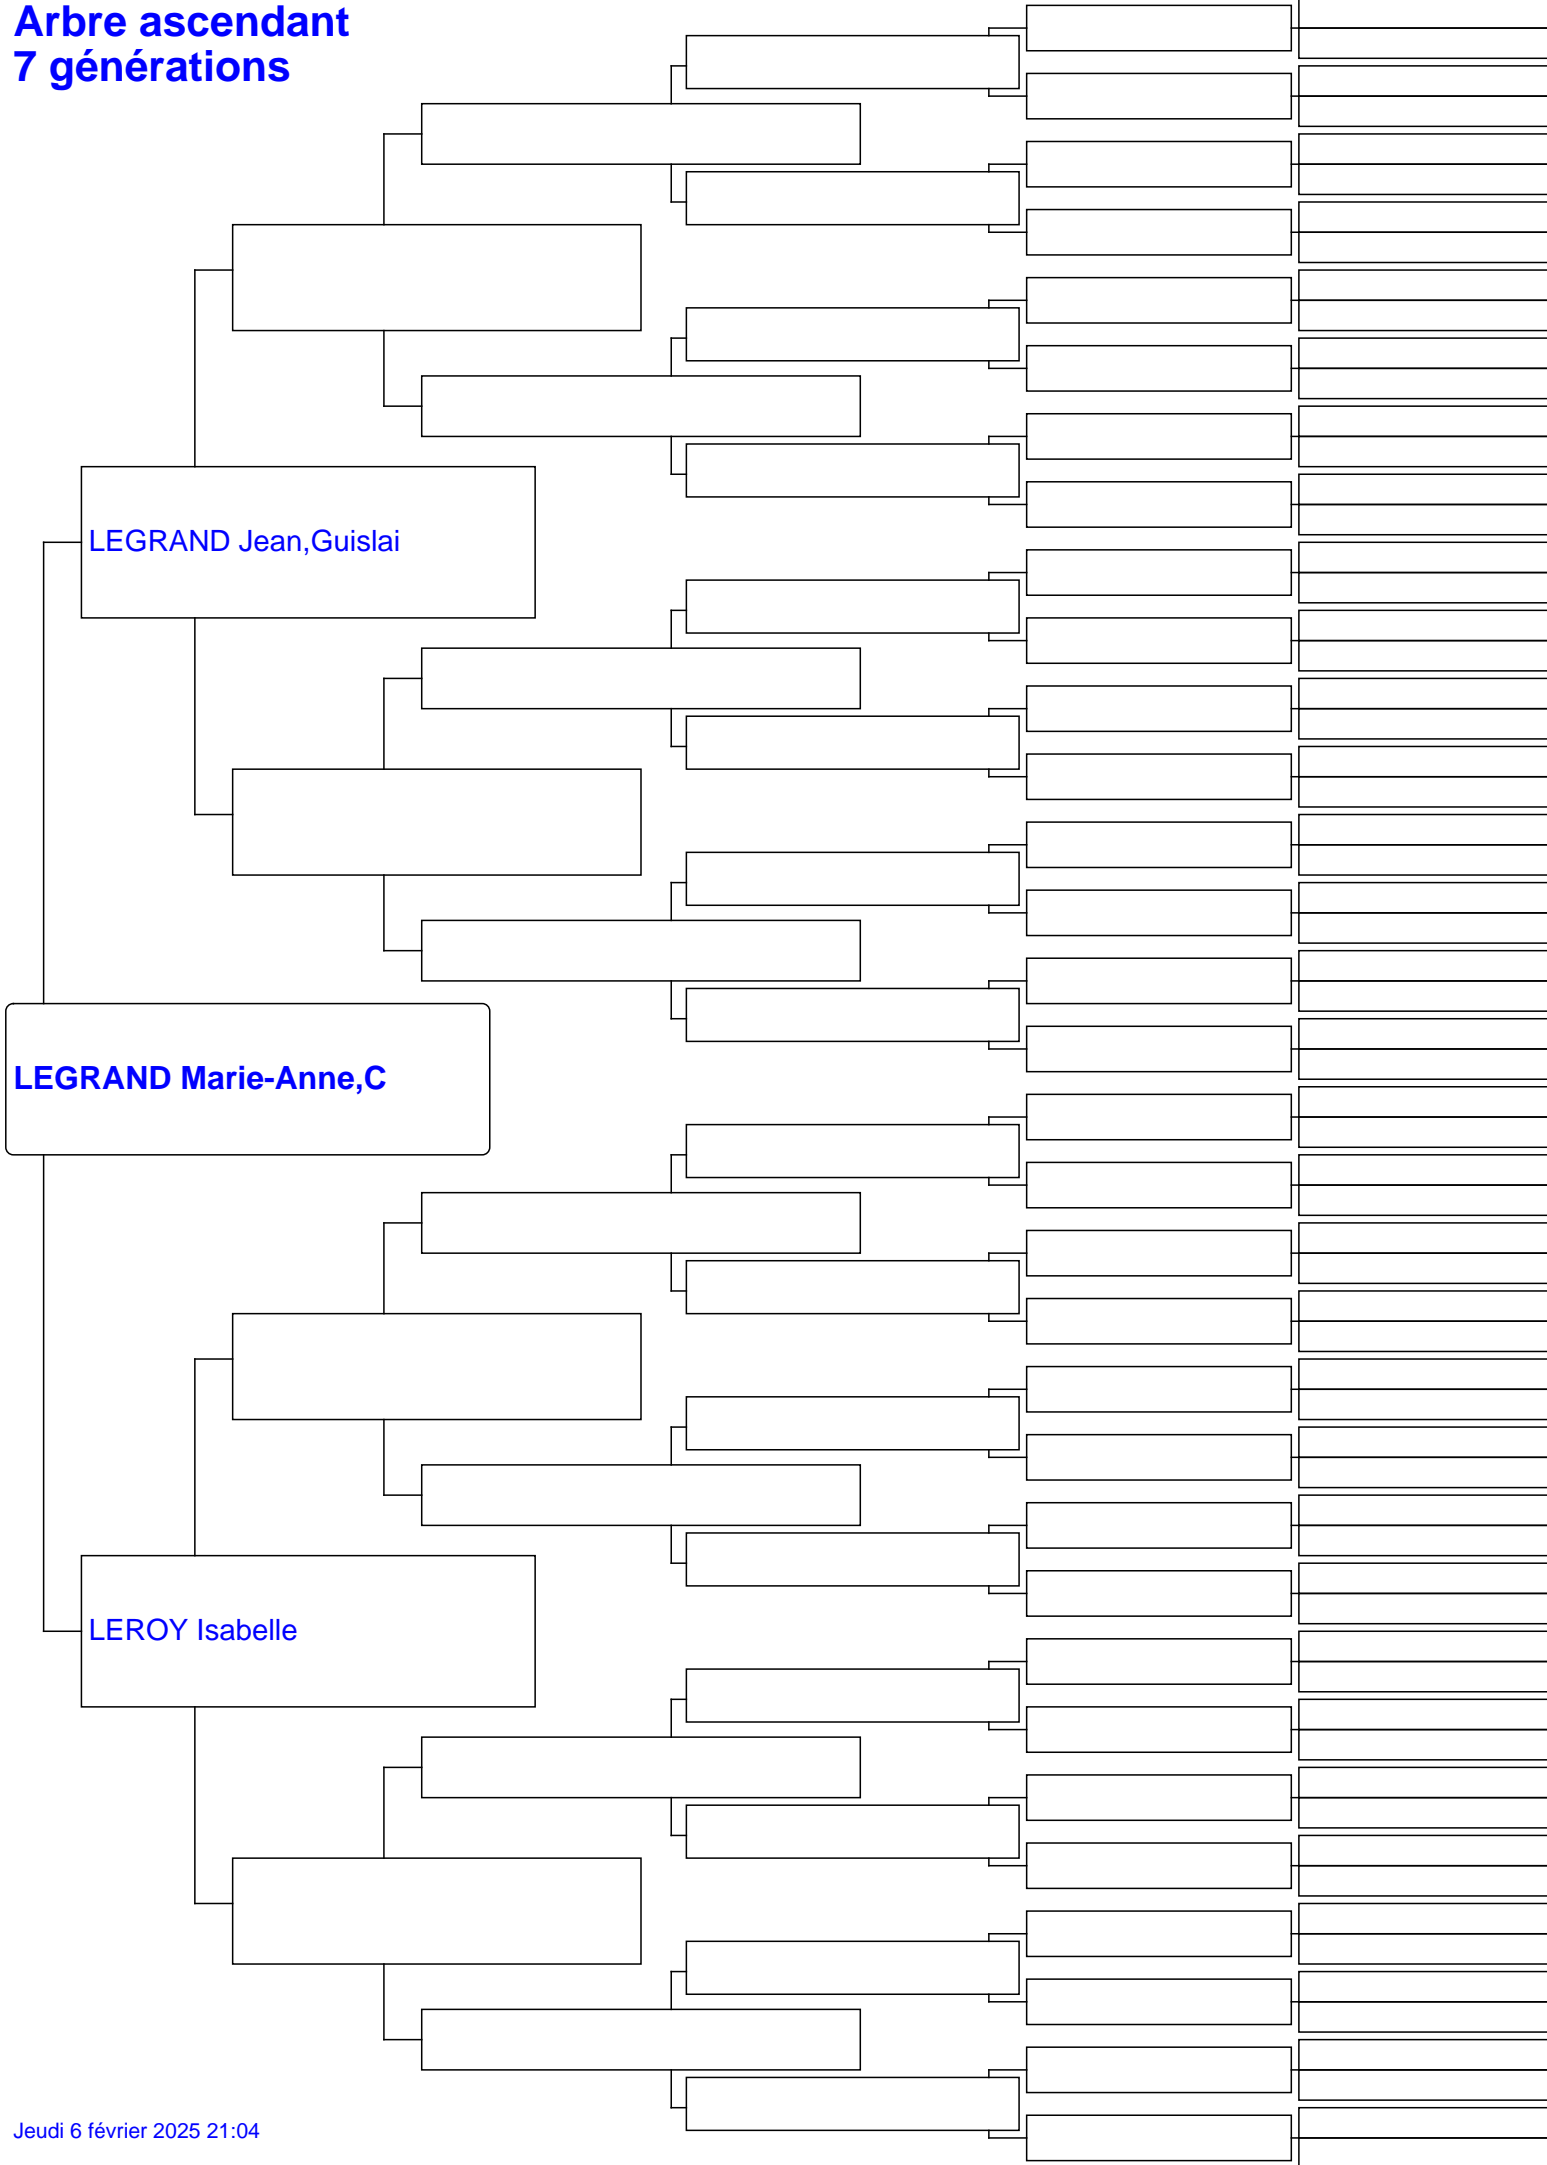 Arbre ascendant
7 générations
LEGRAND Jean,Guislai
LEGRAND Marie-Anne,C
LEROY Isabelle
Jeudi 6 février 2025 21:04